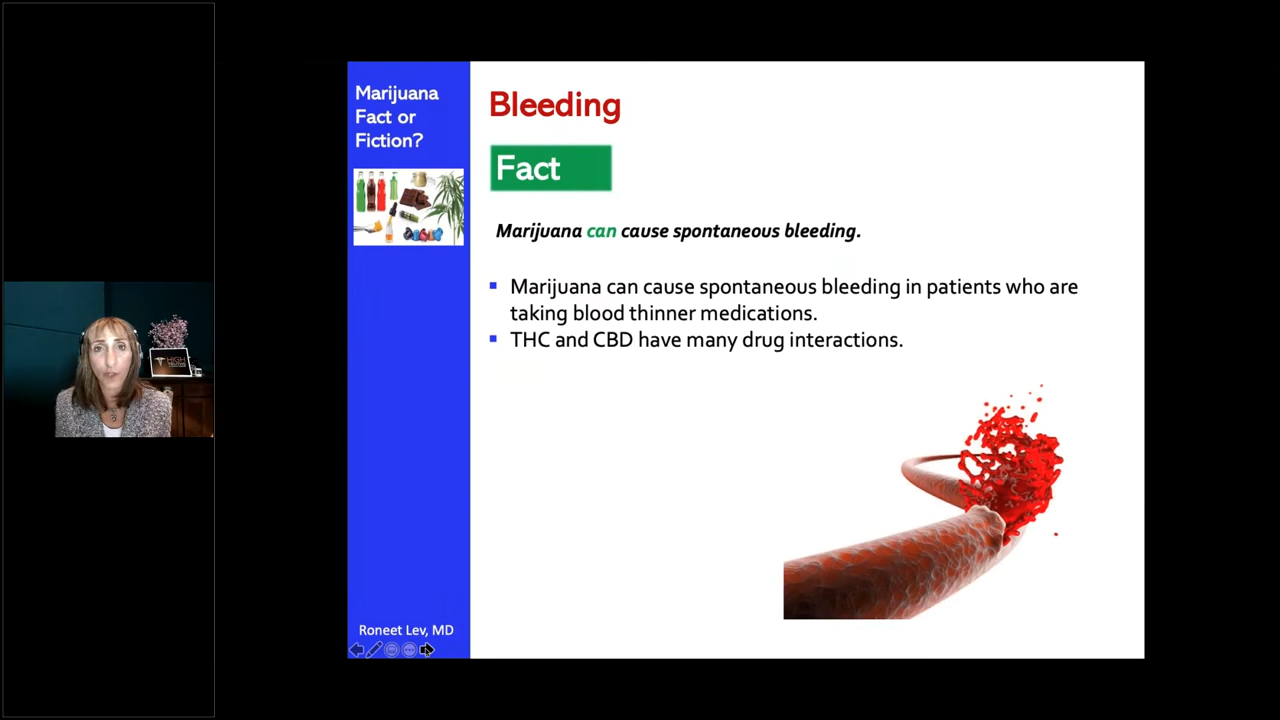 Marijuana
Fact or
Fiction?
Bleeding
Fact
Marijuana can cause spontaneous bleeding.
▪ Marijuana can cause spontaneous bleeding in patients who are
taking blood thinner medications.
▪ THC and CBD have many drug interactions.
HIGH
Roneet Lev, MD